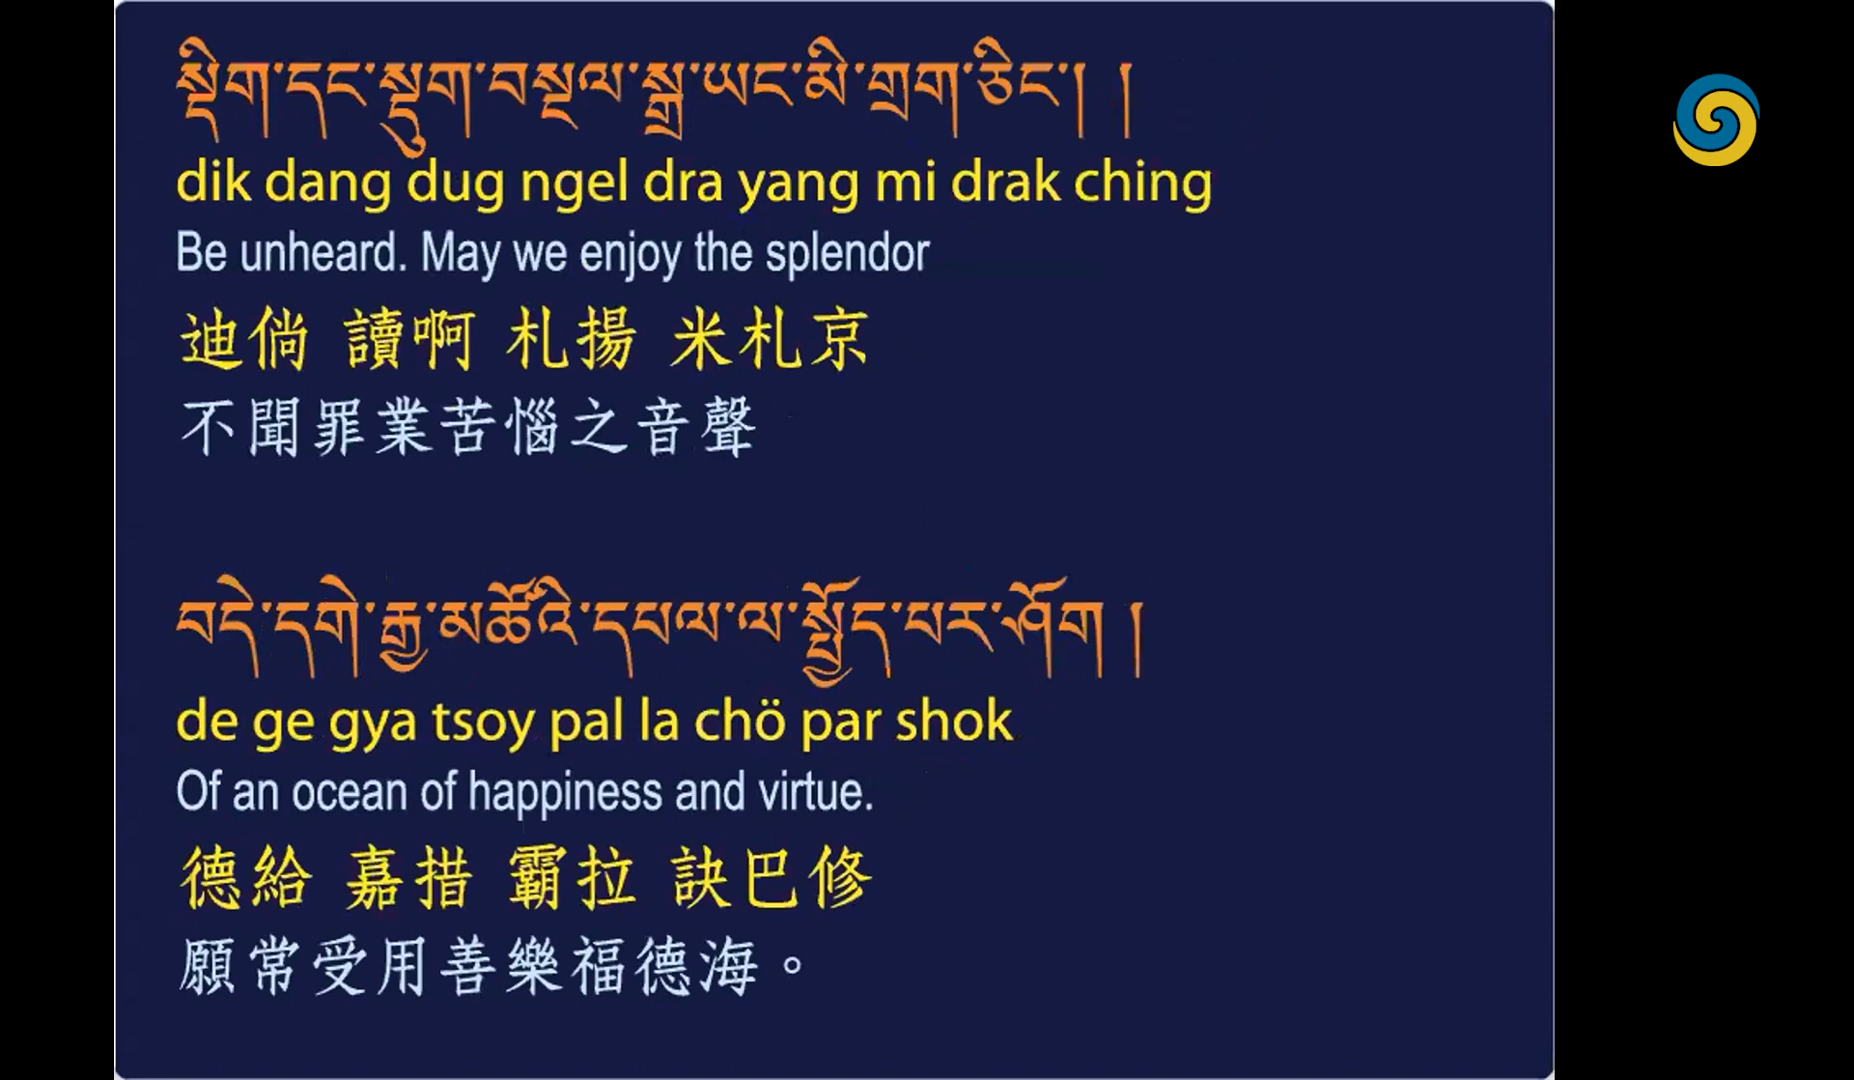 སྡིག་དང་སྡུག་བསྔལ་སྒྲ་ཡང་མི་གྲག་ཅིང་། །
dik dang dug ngel dra yang mi drak ching
Be unheard. May we enjoy the splendor
迪倘 讀啊 札揚 米札京
不聞罪業苦惱之音聲
བདེ་དགེ་རྒྱ་མཚོའི་དཔལ་ལ་སྤྱོད་པར་ཤོག །
de ge gya tsoy pal la chö par shok
Of an ocean of happiness and virtue.
德給 嘉措 霸拉 訣巴修
願常受用善樂福德海。